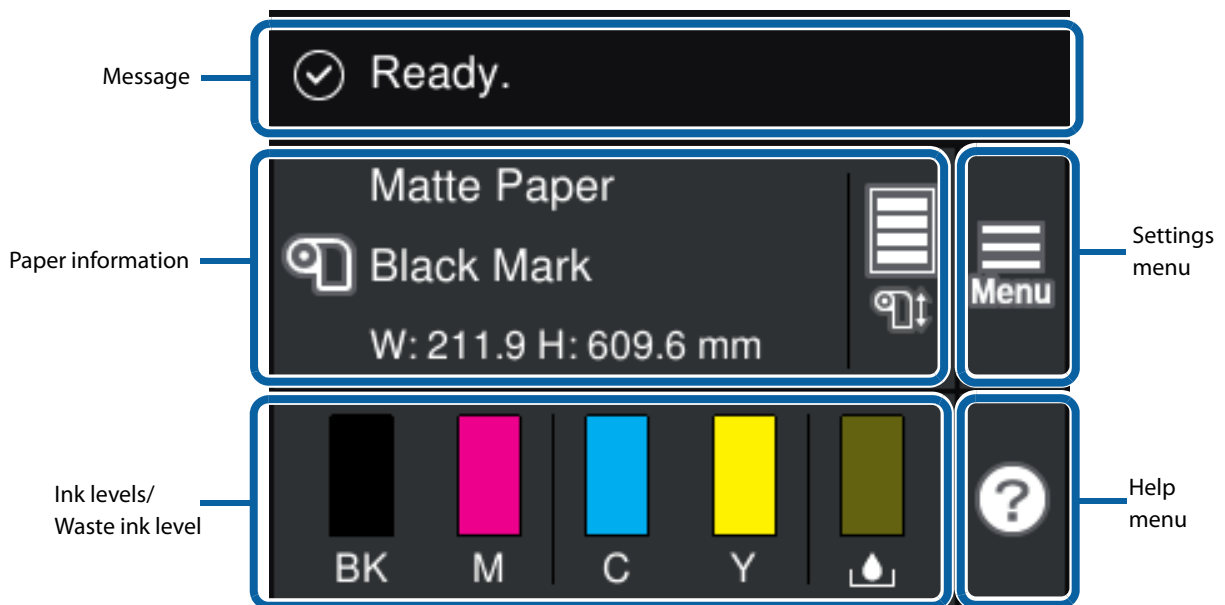 Message
Ready.
Paper information
Matte Paper
Black Mark
W: 211.9 H: 609.6 mm
Menu
Settings
menu
Ink levels/
Waste ink level
BK M C Y
?
Help
menu